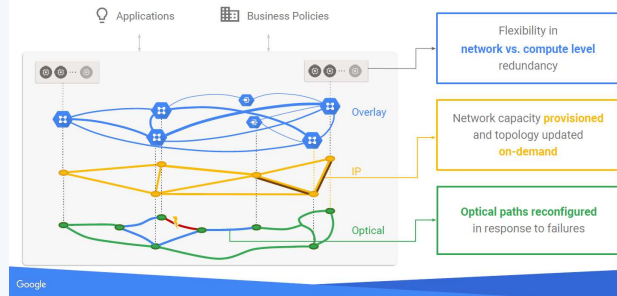 Applications
Business Policies
Flexibility in
network vs. compute level
redundancy
Overlay
Network capacity provisioned
and topology updated
on-demand
IP
Optical paths reconfigured
in response to failures
Optical
Google